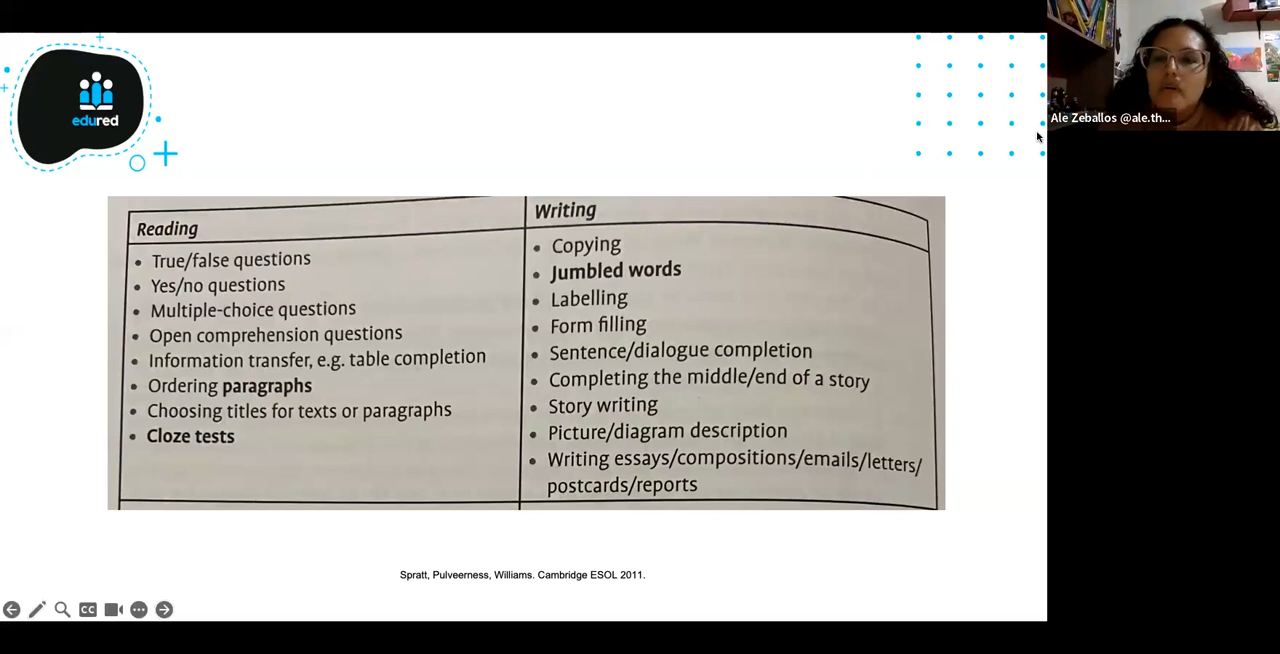 edured
Ale Zeballos @ale.th...
Reading
True/false questions
Yes/no questions
Multiple-choice questions
Open comprehension questions
Information transfer, e.g. table completion
Ordering paragraphs
Choosing titles for texts or paragraphs
Cloze tests
Writing
Copying
Jumbled words
Labelling
Form filling
Sentence/dialogue completion
Completing the middle/end of a story
Story writing
Picture/diagram description
Writing essays/compositions/emails/letters/
postcards/reports
Spratt, Pulveerness, Williams. Cambridge ESOL 2011.
CC